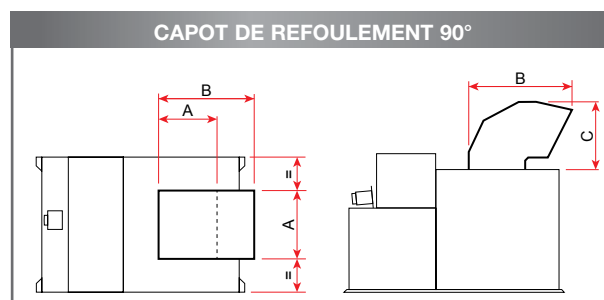 CAPOT DE REFOULEMENT 90°
B
A
=
A
=
B
C